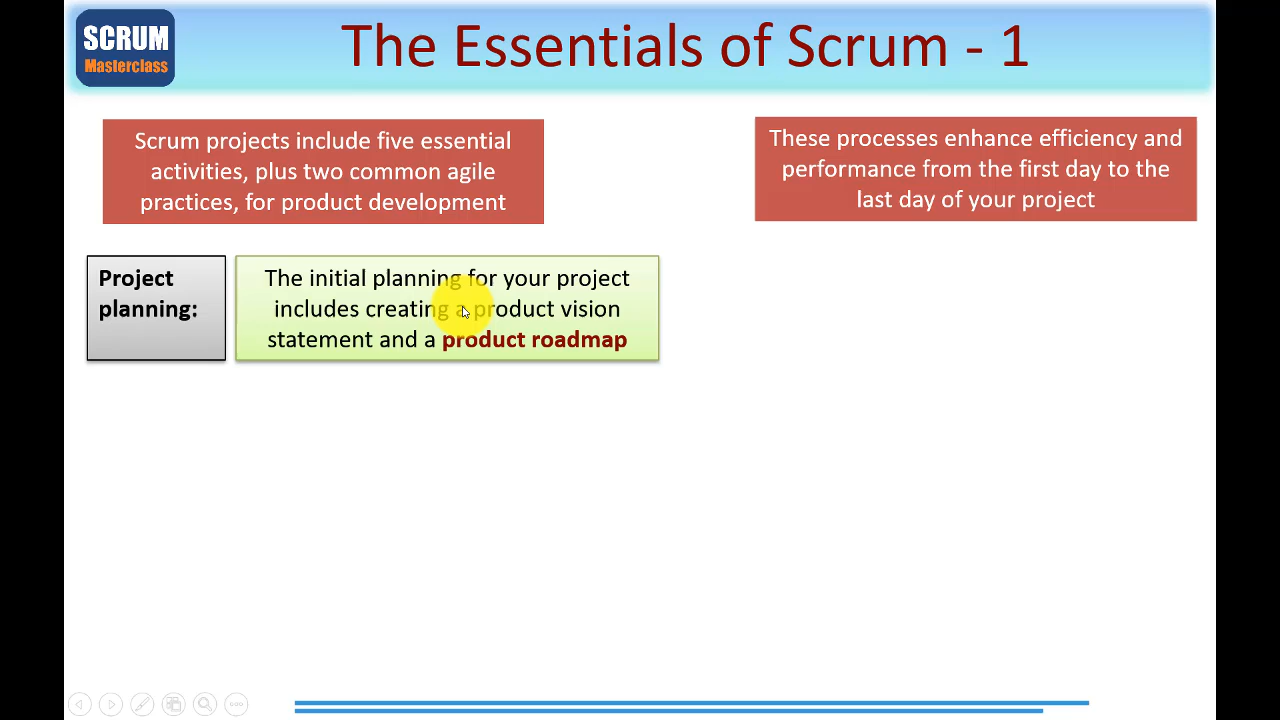 SCRUM
Masterclass
The Essentials of Scrum - 1
Scrum projects include five essential
activities, plus two common agile
practices, for product development
These processes enhance efficiency and
performance from the first day to the
last day of your project
Project
planning:
The initial planning for your project
includes creating a product vision
statement and a product roadmap